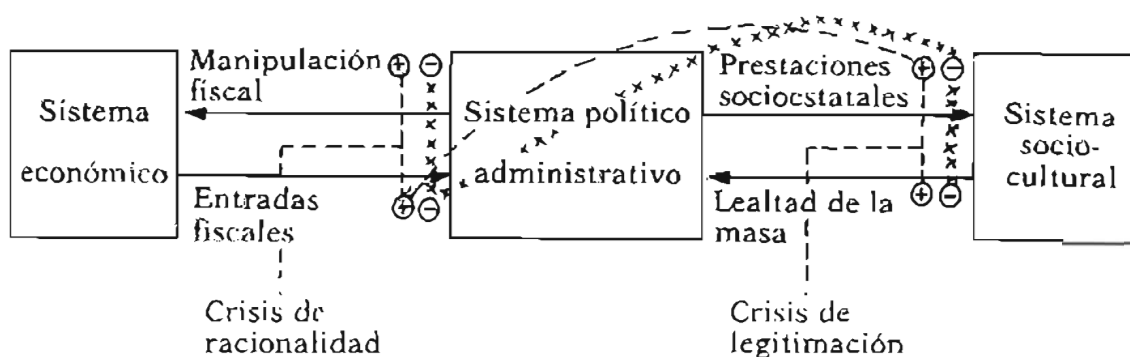 Sistema
económico
Manipulación
fiscal
Entradas
fiscales
Crisis de
racionalidad
Sistema político
administrativo
Prestaciones
sociocstatales
Lealtad de la
masa
Crisis de
legitimación
Sistema
socio-
cultural
+
−
+
−
+
−
+
−